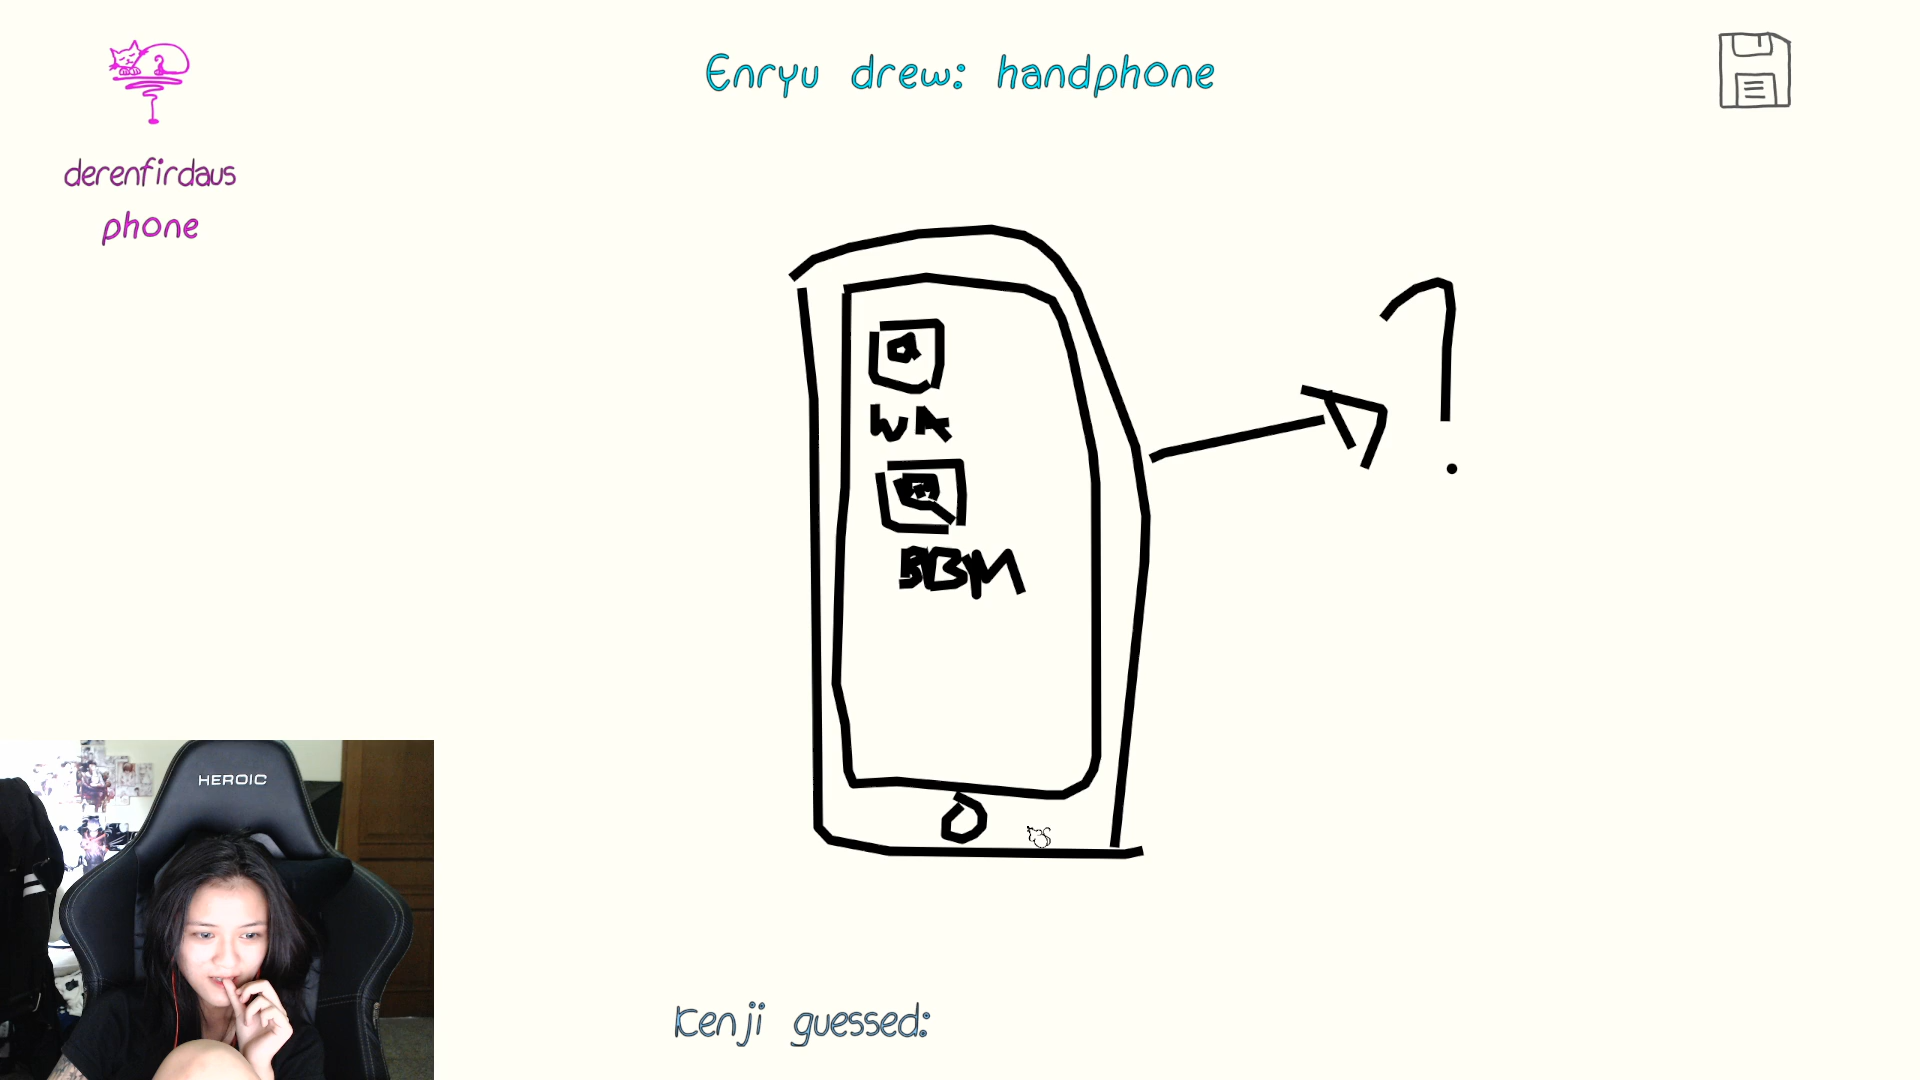 Enryu drew: handphone
derenfirdaus
phone
?
WA
BBM
HEROIC
Kenji guessed: